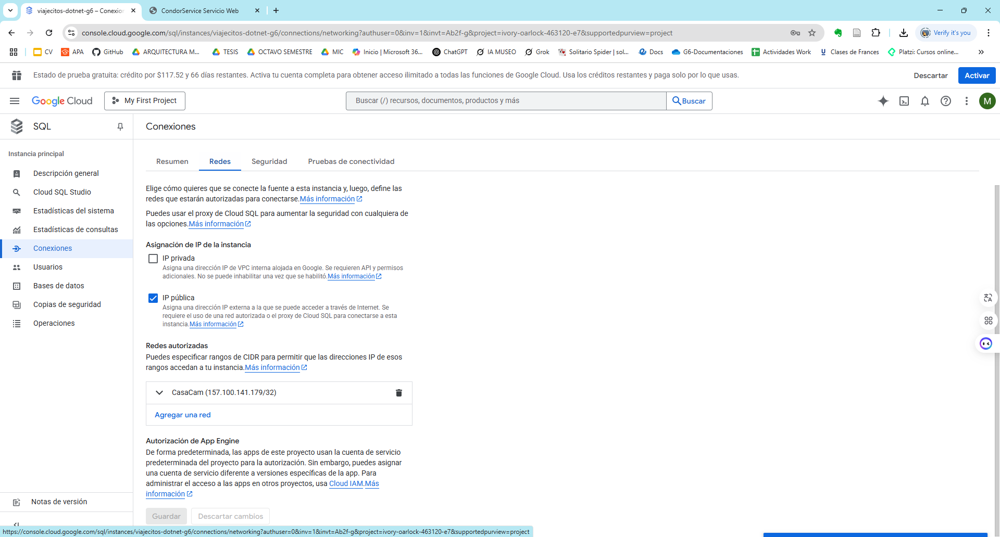 viajecitos-dotnet-g6 – Conexion
CondorService Servicio Web
console.cloud.google.com/sql/instances/viajecitos-dotnet-g6/connections/networking?authuser=0&inv=1&invt=Ab2f-g&project=ivory-oarlock-463120-e7&supportedpurview=project
Verify it's you
CV
APA
GitHub
ARQUITECTURA M...
TESIS
OCTAVO SEMESTRE
MIC
Inicio | Microsoft 36...
ChatGPT
IA MUSEO
Grok
Solitario Spider | sol...
Docs
G6-Documentaciones
Actividades Work
Clases de Frances
Platzi: Cursos online...
Estado de prueba gratuita: crédito por $117.52 y 66 días restantes. Activa tu cuenta completa para obtener acceso ilimitado a todas las funciones de Google Cloud. Usa los créditos restantes y paga solo por lo que usas.
Descartar
Activar
Google Cloud
My First Project
Buscar (/) recursos, documentos, productos y más
Buscar
M
SQL
Conexiones
Instancia principal
Descripción general
Cloud SQL Studio
Estadísticas del sistema
Estadísticas de consultas
Conexiones
Usuarios
Bases de datos
Copias de seguridad
Operaciones
Notas de versión
Resumen
Redes
Seguridad
Pruebas de conectividad
Elige cómo quieres que se conecte la fuente a esta instancia y, luego, define las
redes que estarán autorizadas para conectarse.Más información
Puedes usar el proxy de Cloud SQL para aumentar la seguridad con cualquiera de
las opciones.Más información
Asignación de IP de la instancia
IP privada
Asigna una dirección IP de VPC interna alojada en Google. Se requieren API y permisos
adicionales. No se puede inhabilitar una vez que se habilitó.Más información
IP pública
Asigna una dirección IP externa a la que se puede acceder a través de Internet. Se
requiere el uso de una red autorizada o el proxy de Cloud SQL para conectarse a esta
instancia.Más información
Redes autorizadas
Puedes especificar rangos de CIDR para permitir que las direcciones IP de esos
rangos accedan a tu instancia.Más información
CasaCam (157.100.141.179/32)
Agregar una red
Autorización de App Engine
De forma predeterminada, las apps de este proyecto usan la cuenta de servicio
predeterminada del proyecto para la autorización. Sin embargo, puedes asignar
una cuenta de servicio diferente a versiones específicas de la app. Para
administrar el acceso a las apps en otros proyectos, usa Cloud IAM.Más
información
Guardar
Descartar cambios
https://console.cloud.google.com/sql/instances/viajecitos-dotnet-g6/connections/networking?authuser=0&inv=1&invt=Ab2f-g&project=ivory-oarlock-463120-e7&supportedpurview=project